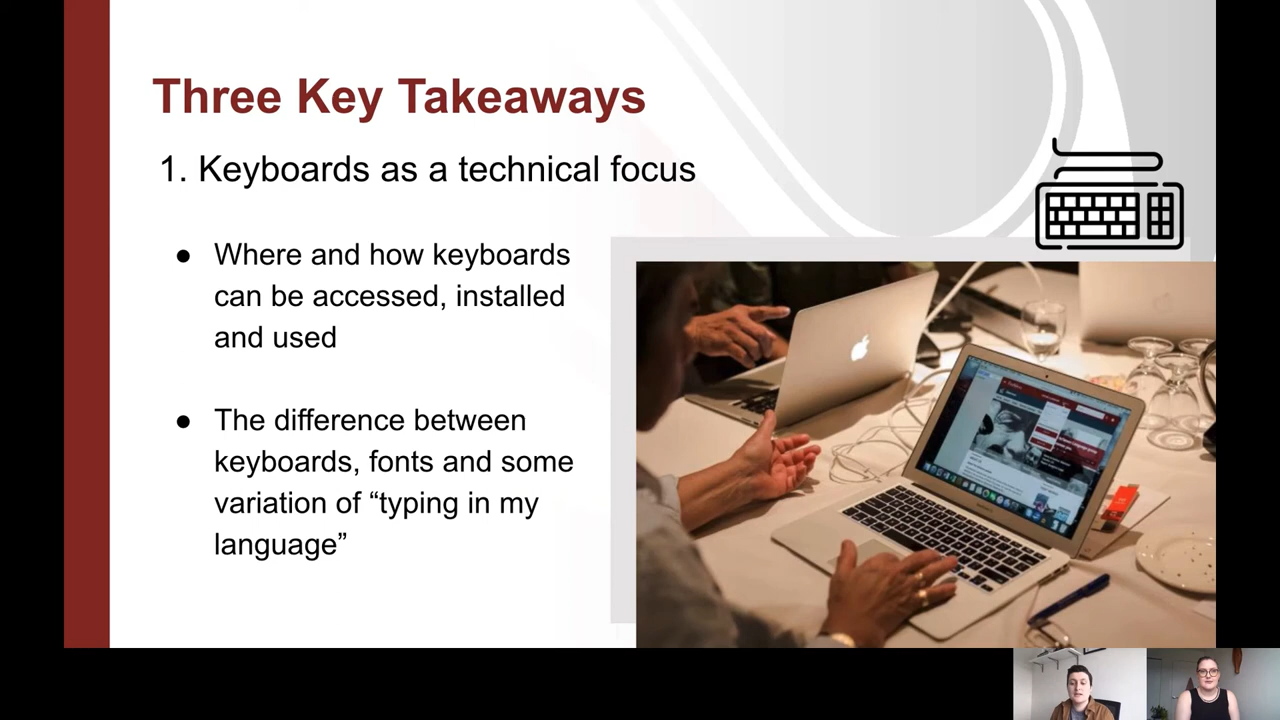 Three Key Takeaways
1. Keyboards as a technical focus
● Where and how keyboards
can be accessed, installed
and used
● The difference between
keyboards, fonts and some
variation of “typing in my
language”